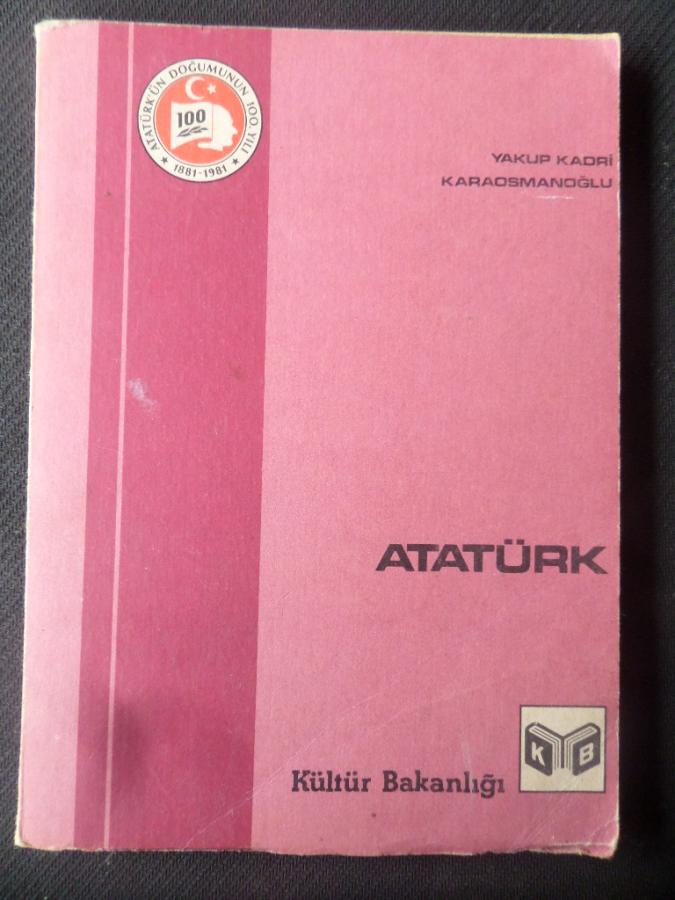 ATATÜRK'ÜN DOĞUMUNUN 100. YILI
100
1881-1981
YAKUP KADRİ
KARAOSMANOĞLU
ATATÜRK
Kültür Bakanlığı
K B